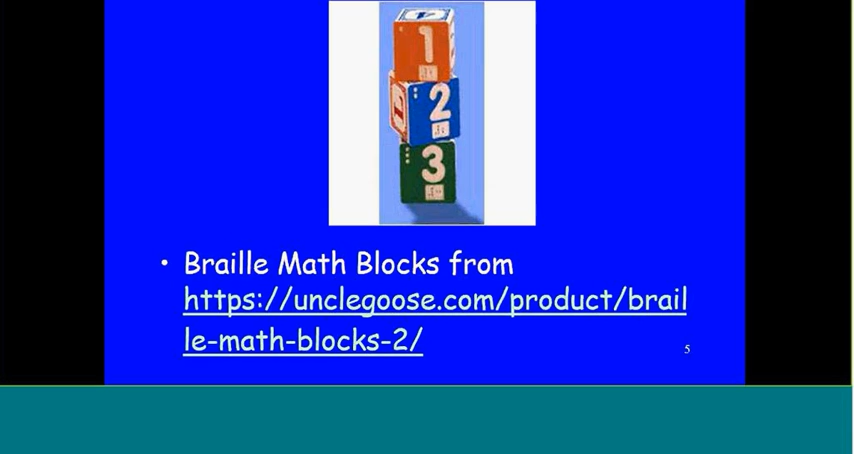 1
2
3
• Braille Math Blocks from
https://unclegoose.com/product/brail
le-math-blocks-2/
5